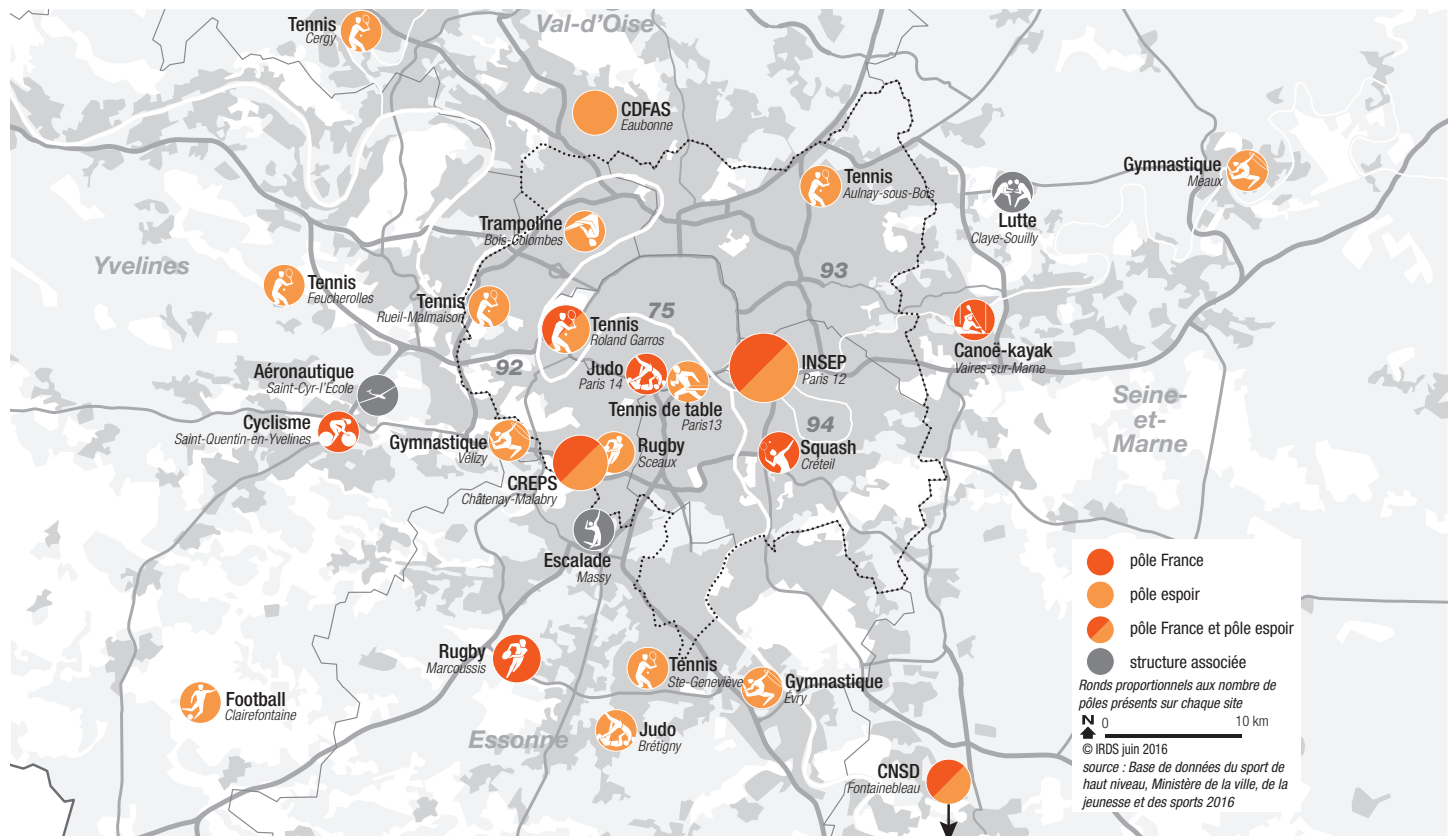 Tennis
Cergy
Val-d'Oise
CDFAS
Eaubonne
Tennis
Aulnay-sous-Bois
Gymnastique
Meaux
Lutte
Claye-Souilly
Trampoline
Bois-Colombes
Yvelines
Tennis
Feucherolles
Tennis
Rueil-Malmaison
93
75
Tennis
Roland Garros
Canoë-kayak
Vaires-sur-Marne
INSEP
Paris 12
Judo
Paris 14
92
Aéronautique
Saint-Cyr-l'École
Tennis de table
Paris13
Seine-
et-
Marne
Cyclisme
Saint-Quentin-en-Yvelines
Gymnastique
Vélizy
Rugby
Sceaux
94
Squash
Créteil
CREPS
Châtenay-Malabry
Escalade
Massy
Rugby
Marcoussis
Tennis
Ste-Geneviève
Gymnastique
Évry
Football
Clairefontaine
Essonne
Judo
Brétigny
CNSD
Fontainebleau
pôle France
pôle espoir
pôle France et pôle espoir
structure associée
Ronds proportionnels aux nombre de
pôles présents sur chaque site
N 0 10 km
© IRDS juin 2016
source : Base de données du sport de
haut niveau, Ministère de la ville, de la
jeunesse et des sports 2016